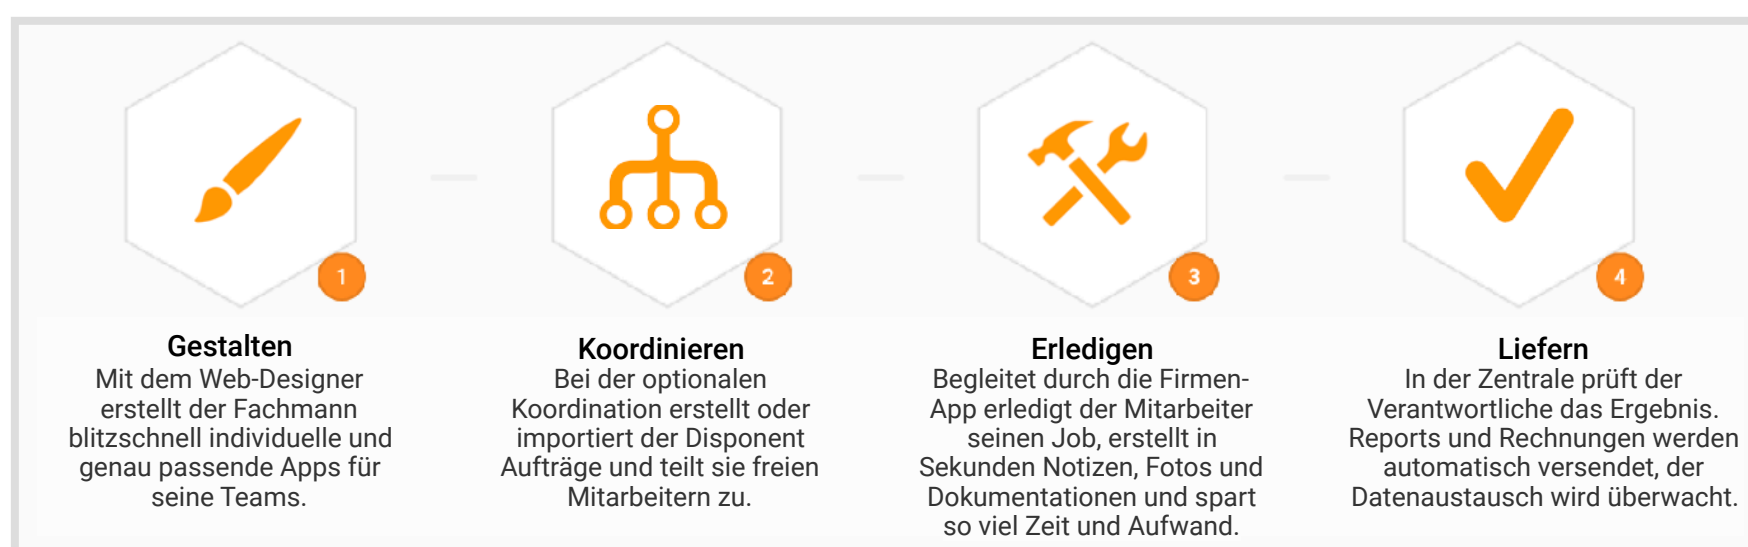 1
2
3
4
Gestalten
Mit dem Web-Designer
erstellt der Fachmann
blitzschnell individuelle und
genau passende Apps für
seine Teams.
Koordinieren
Bei der optionalen
Koordination erstellt oder
importiert der Disponent
Aufträge und teilt sie freien
Mitarbeitern zu.
Erledigen
Begleitet durch die Firmen-
App erledigt der Mitarbeiter
seinen Job, erstellt in
Sekunden Notizen, Fotos und
Dokumentationen und spart
so viel Zeit und Aufwand.
Liefern
In der Zentrale prüft der
Verantwortliche das Ergebnis.
Reports und Rechnungen werden
automatisch versendet, der
Datenaustausch wird überwacht.